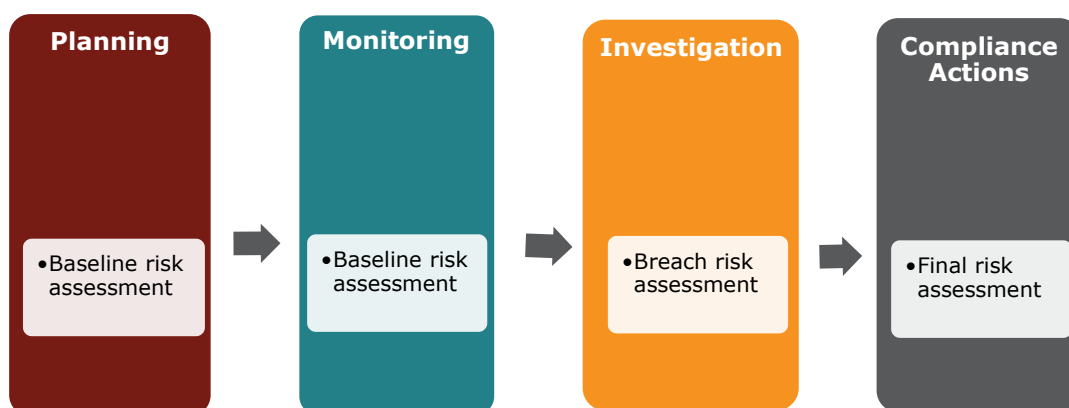 Planning
•Baseline risk
assessment
Monitoring
•Baseline risk
assessment
Investigation
•Breach risk
assessment
Compliance
Actions
•Final risk
assessment